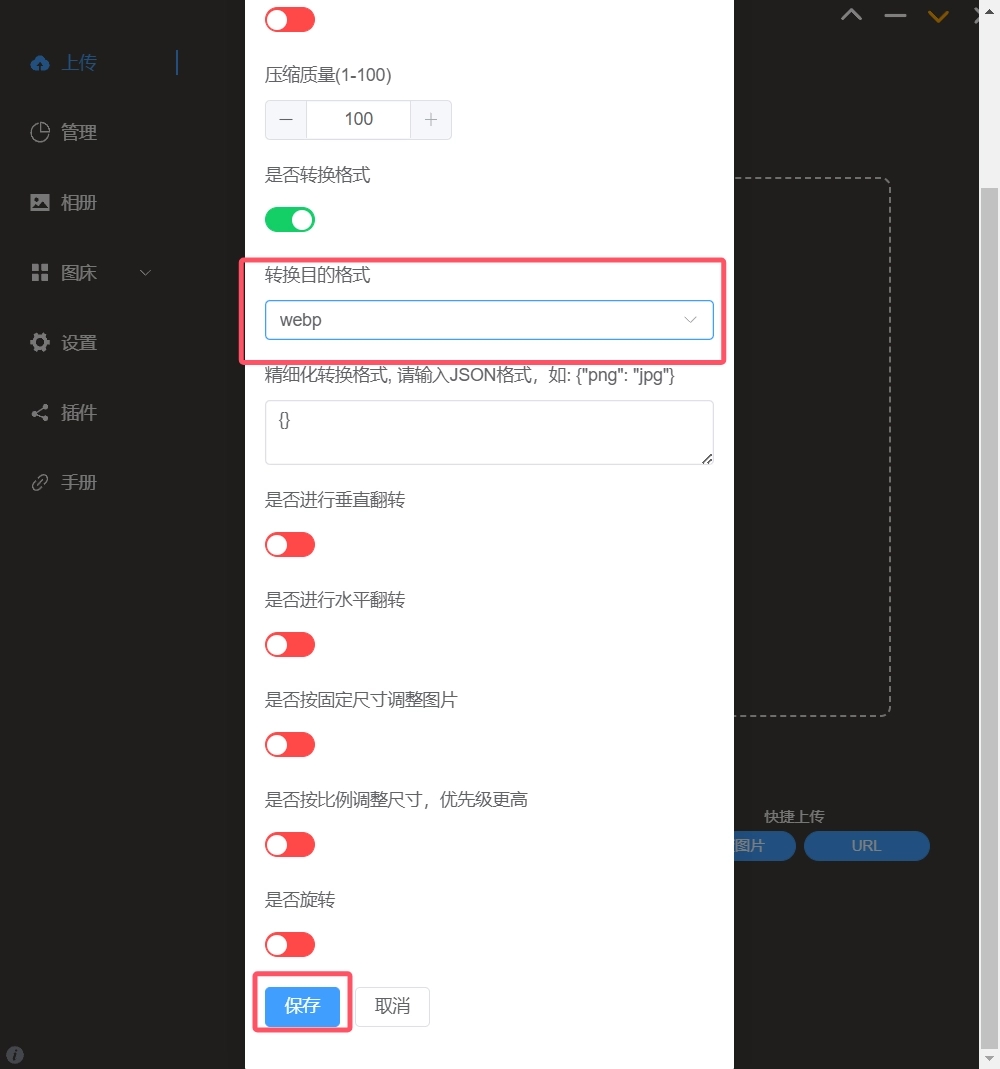 上传
管理
相册
图床
设置
插件
手册
压缩质量(1-100)
100
是否转换格式
转换目的格式
webp
精细化转换格式, 请输入JSON格式，如: {"png": "jpg"}
{}
是否进行垂直翻转
是否进行水平翻转
是否按固定尺寸调整图片
是否按比例调整尺寸，优先级更高
是否旋转
保存 取消
快捷上传
图片 URL